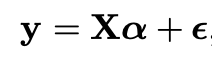 y = Xα + ϵ,